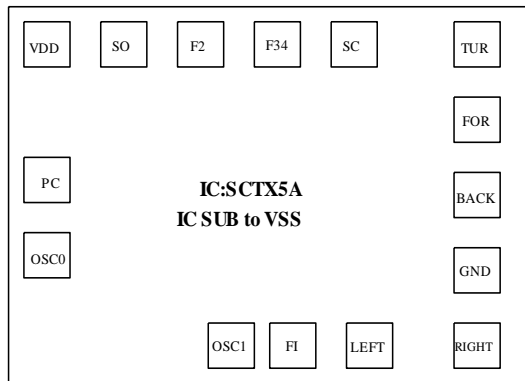 VDD SO F2 F34 SC TUR
FOR
PC
IC:SCTX5A
BACK
IC SUB to VSS
OSC0
GND
OSC1 FI LEFT RIGHT